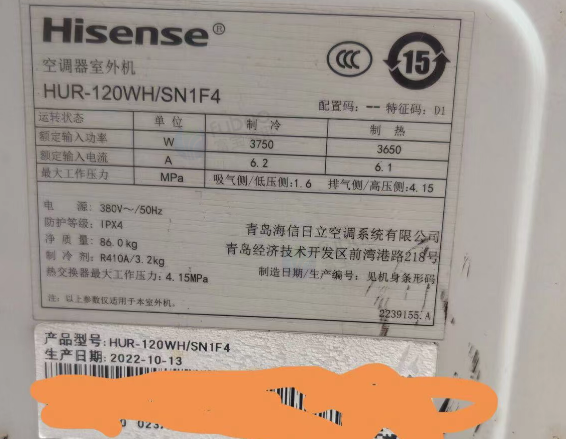 Hisense®
CCC
15
空调器室外机
HUR-120WH/SN1F4
配置码: -- 特征码: D1
运转状态 单位 制冷 制热
额定输入功率 W 3750 3650
额定输入电流 A 6.2 6.1
最大工作压力 MPa 吸气侧/低压侧:1.6 排气侧/高压侧:4.15
电 源: 380V~/50Hz
防护等级: IPX4
净 质 量: 86.0kg
制 冷 剂: R410A/3.2kg
热交换器最大工作压力: 4.15MPa
青岛海信日立空调系统有限公司
青岛经济技术开发区前湾港路218号
制造日期/生产编号: 见机身条形码
注: 以上参数仅适用于本室外机。
2239155.A
产品型号: HUR-120WH/SN1F4
生产日期: 2022-10-13